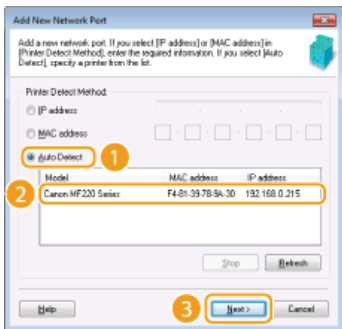 Add New Network Port
Add a new network port. If you select [IP address] or [MAC address] in
[Printer Detect Method], enter the required information. If you select [Auto
Detect], specify a printer from the list.
Printer Detect Method:
IP address
MAC address
Auto Detect
1
Model MAC address IP address
2
Canon MF220 Series F4-81-39-78-9A-30 192.168.0.215
Stop Refresh
Help 3 Next > Cancel